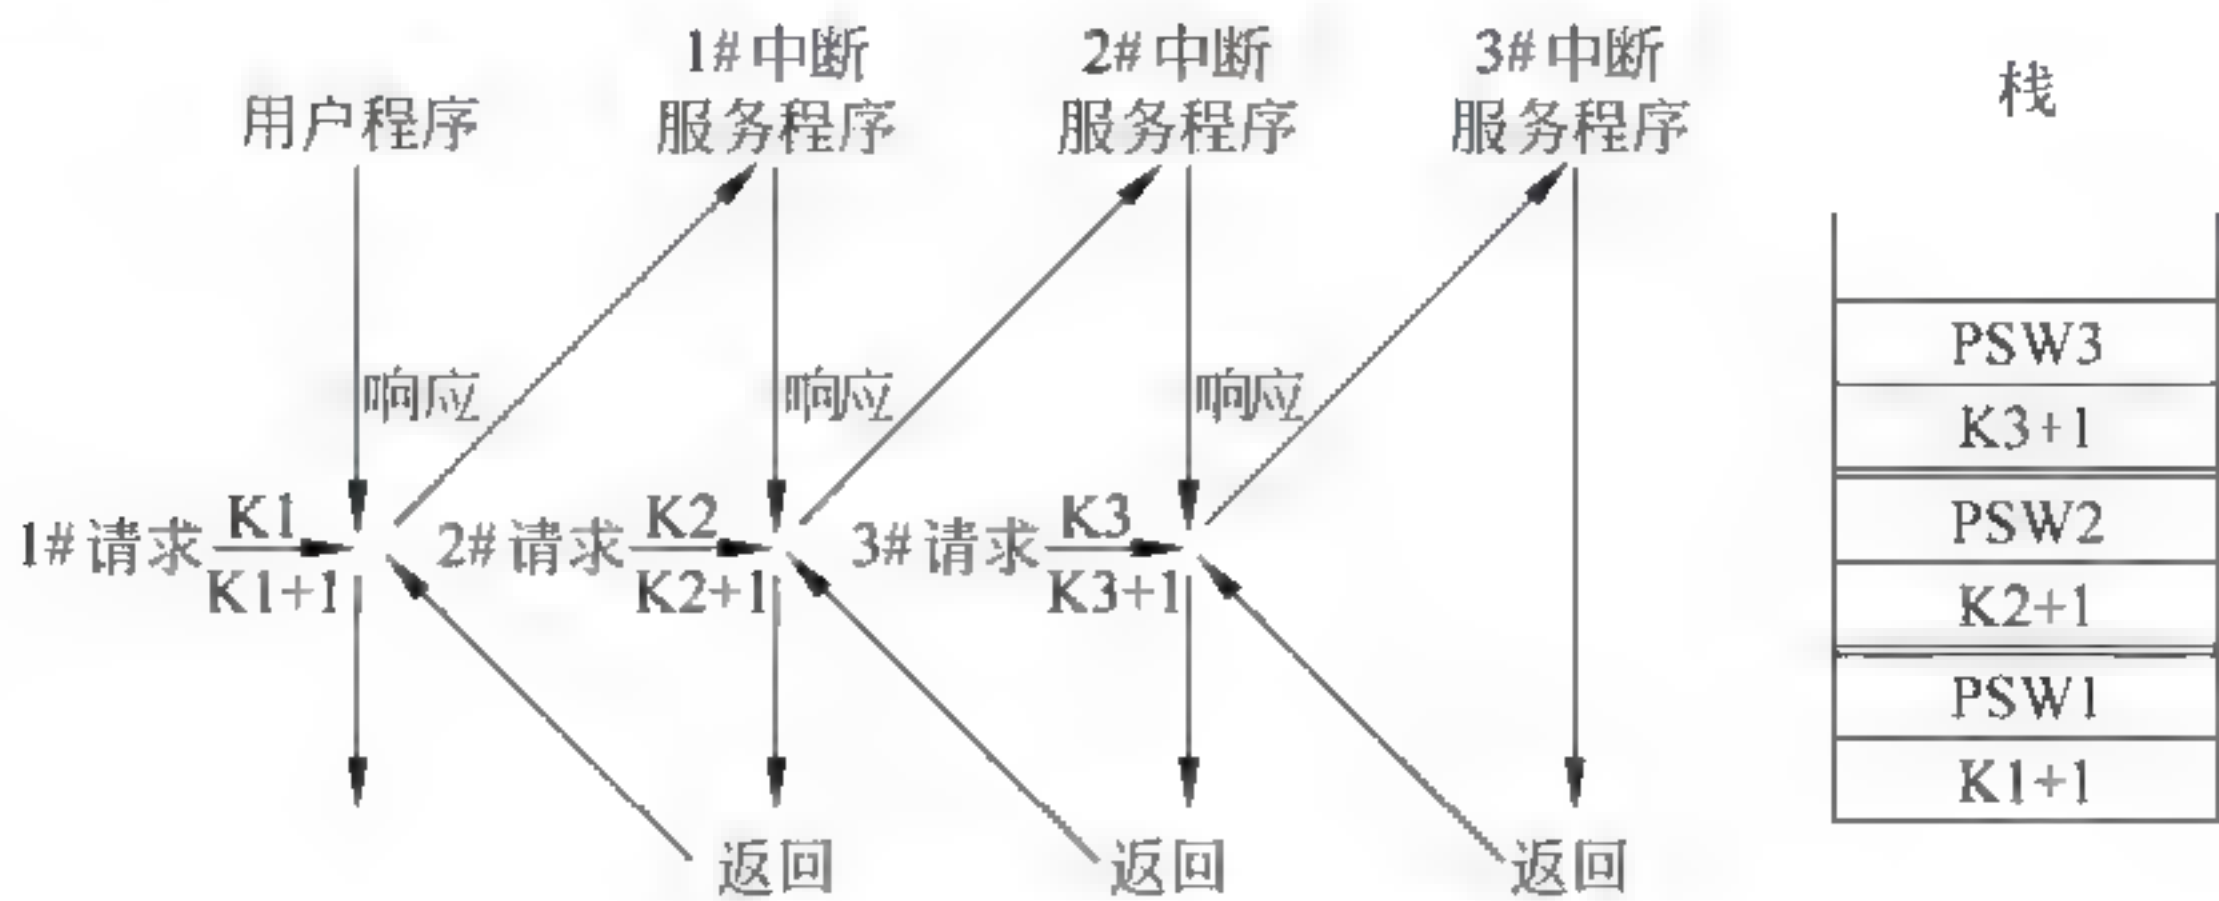 用户程序
1#中断
服务程序
2#中断
服务程序
3#中断
服务程序
栈
响应
响应
响应
1#请求
K1
K1+1
2#请求
K2
K2+1
3#请求
K3
K3+1
返回
返回
返回
PSW3
K3+1
PSW2
K2+1
PSW1
K1+1